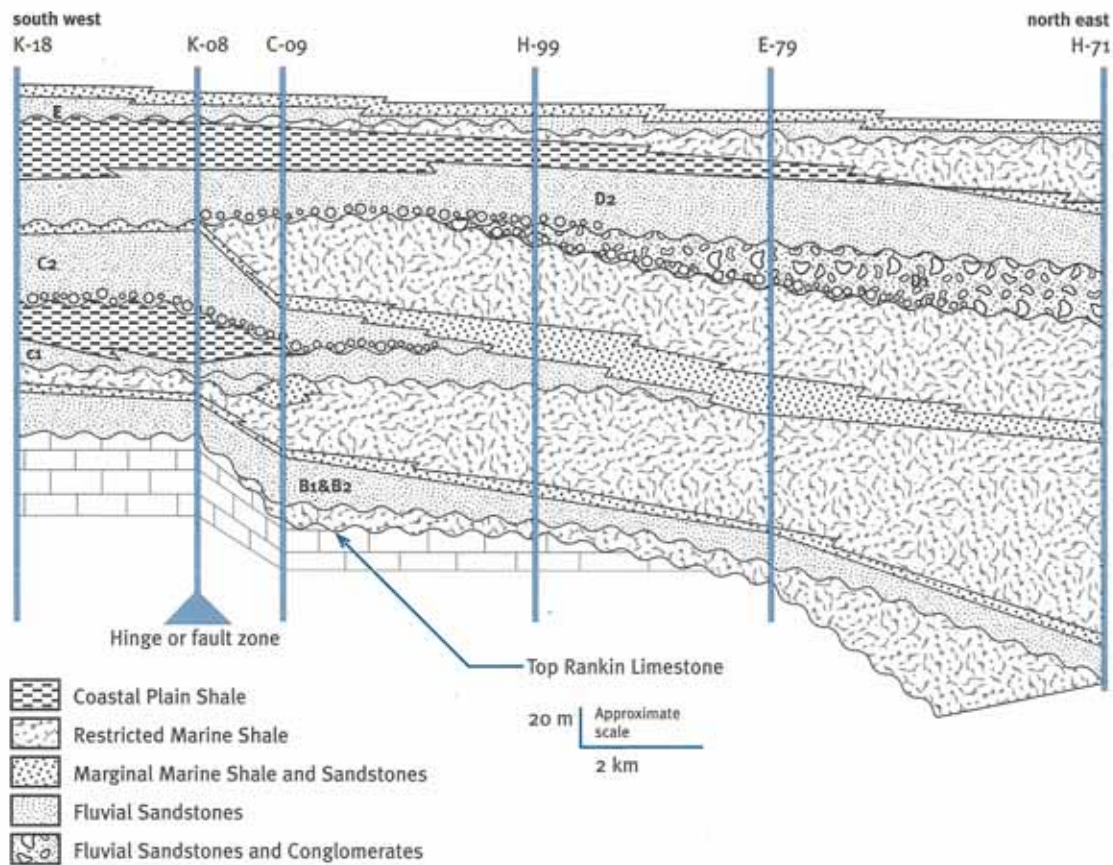 south west
north east
K-18
K-08
C-09
H-99
E-79
H-71
E
D2
C2
D1
C1
B1&B2
Hinge or fault zone
Top Rankin Limestone
Coastal Plain Shale
Restricted Marine Shale
20 m
Approximate
scale
2 km
Marginal Marine Shale and Sandstones
Fluvial Sandstones
Fluvial Sandstones and Conglomerates